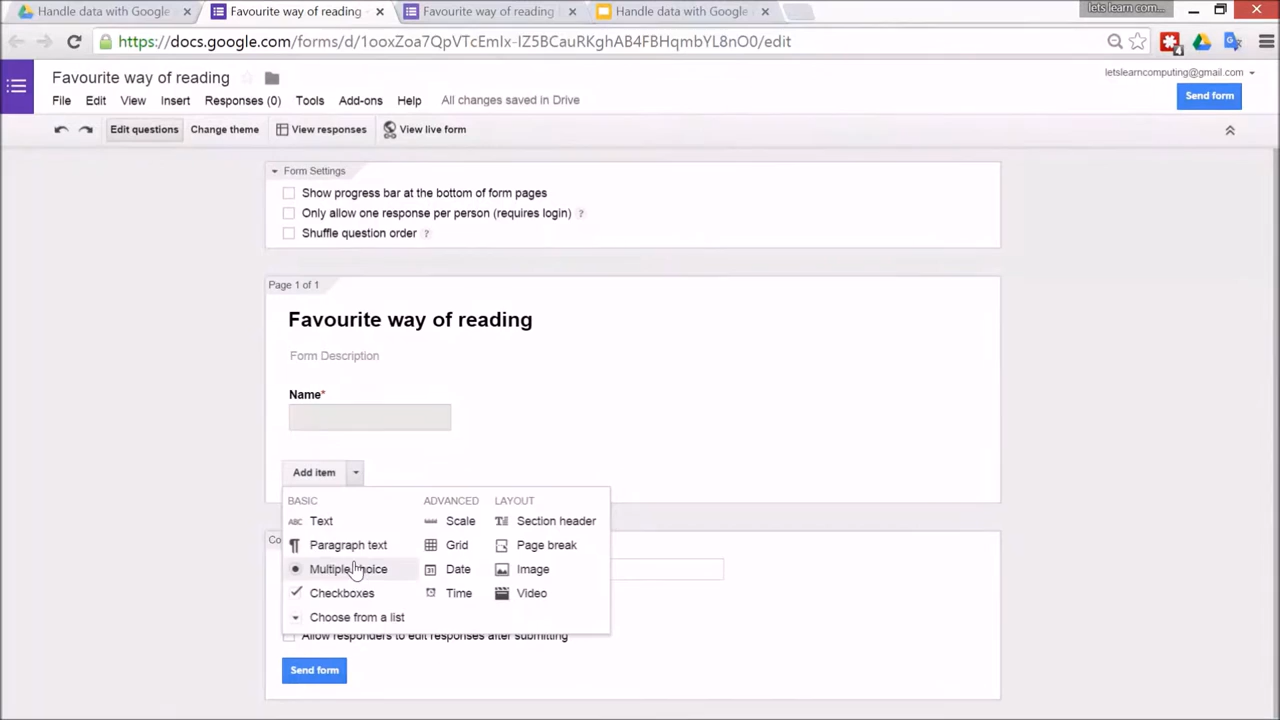 Handle data with Google
Favourite way of reading
Favourite way of reading
Handle data with Google
lets learn com...
https://docs.google.com/forms/d/1ooxZoa7QpVTcEmIx-IZ5BCauRKghAB4FBHqmbYL8nO0/edit
Favourite way of reading
letslearncomputing@gmail.com
File Edit View Insert Responses (0) Tools Add-ons Help All changes saved in Drive
Send form
Edit questions Change theme View responses View live form
Form Settings
Show progress bar at the bottom of form pages
Only allow one response per person (requires login) ?
Shuffle question order ?
Page 1 of 1
Favourite way of reading
Form Description
Name*
Add item
BASIC ADVANCED LAYOUT
ABC Text Scale Section header
Paragraph text Grid Page break
Multiple choice Date Image
Checkboxes Time Video
Choose from a list
Allow responders to edit responses after submitting
Send form